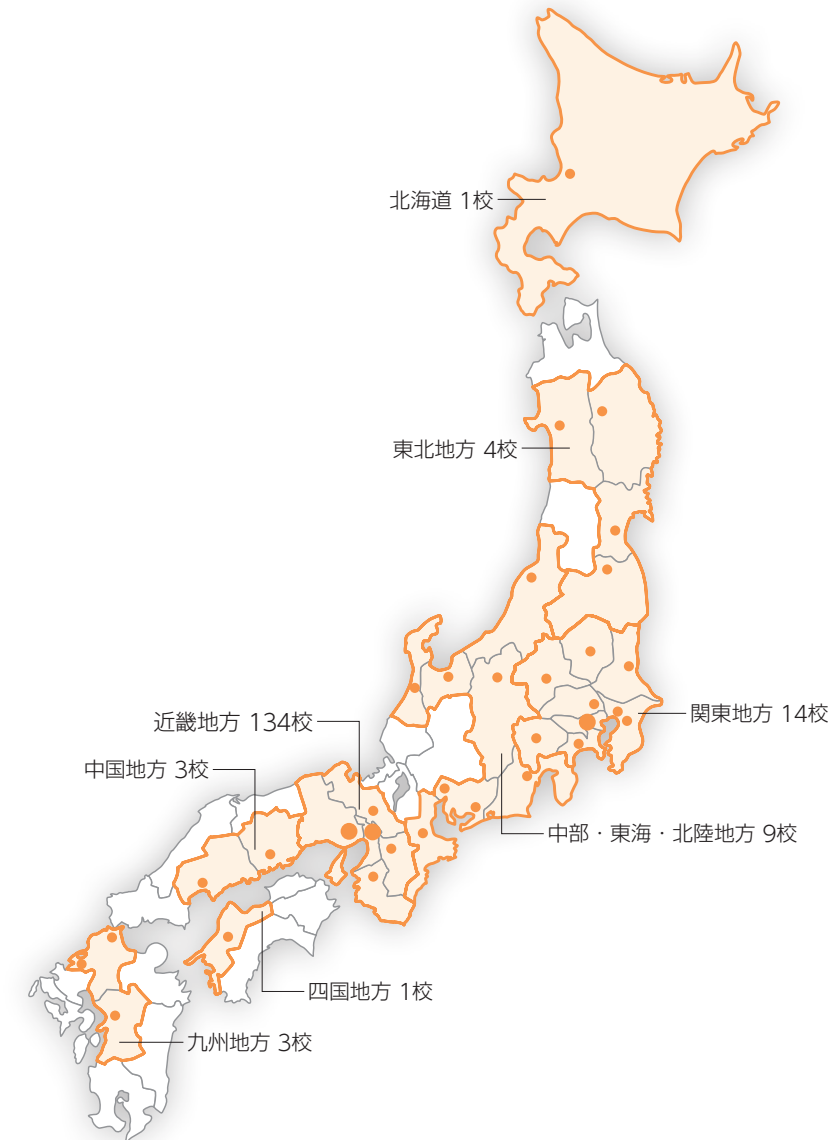 北海道 1校
東北地方 4校
関東地方 14校
近畿地方 134校
中国地方 3校
中部・東海・北陸地方 9校
四国地方 1校
九州地方 3校